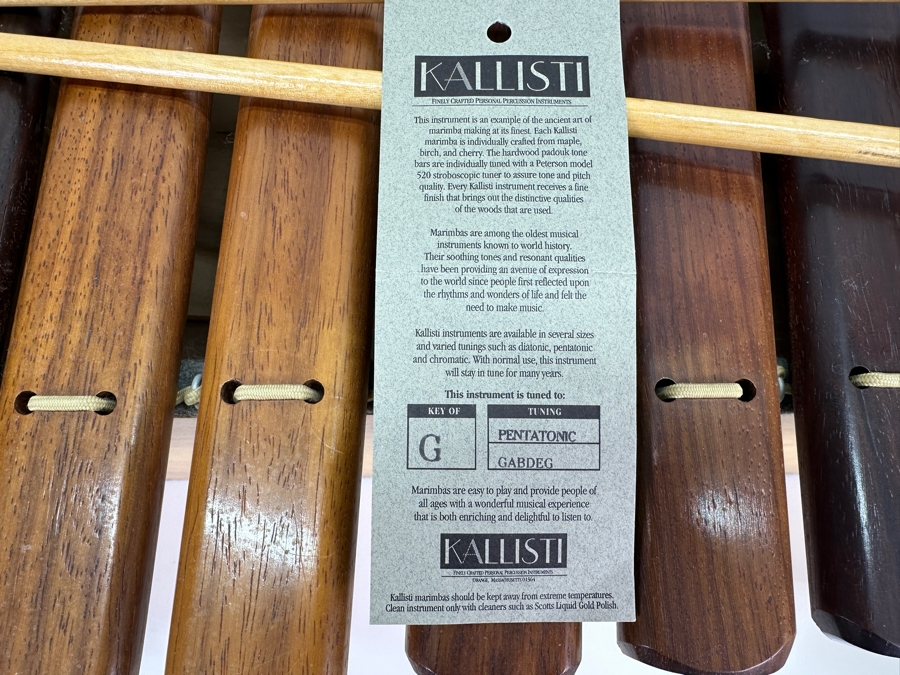 KALLISTI
FINELY CRAFTED PERSONAL PERCUSSION INSTRUMENTS
This instrument is an example of the ancient art of
marimba making at its finest. Each Kallisti
marimba is individually crafted from maple,
birch, and cherry. The hardwood padouk tone
bars are individually tuned with a Peterson model
520 stroboscopic tuner to assure tone and pitch
quality. Every Kallisti instrument receives a fine
finish that brings out the distinctive qualities
of the woods that are used.
Marimbas are among the oldest musical
instruments known to world history.
Their soothing tones and resonant qualities
have been providing an avenue of expression
to the world since people first reflected upon
the rhythms and wonders of life and felt the
need to make music.
Kallisti instruments are available in several sizes
and varied tunings such as diatonic, pentatonic
and chromatic. With normal use, this instrument
will stay in tune for many years.
This instrument is tuned to:
KEY OF
G
TUNING
PENTATONIC
GABDEG
Marimbas are easy to play and provide people of
all ages with a wonderful musical experience
that is both enriching and delightful to listen to.
KALLISTI
FINELY CRAFTED PERSONAL PERCUSSION INSTRUMENTS
ORANGE, MASSACHUSETTS 01364
Kallisti marimbas should be kept away from extreme temperatures.
Clean instrument only with cleaners such as Scotts Liquid Gold Polish.